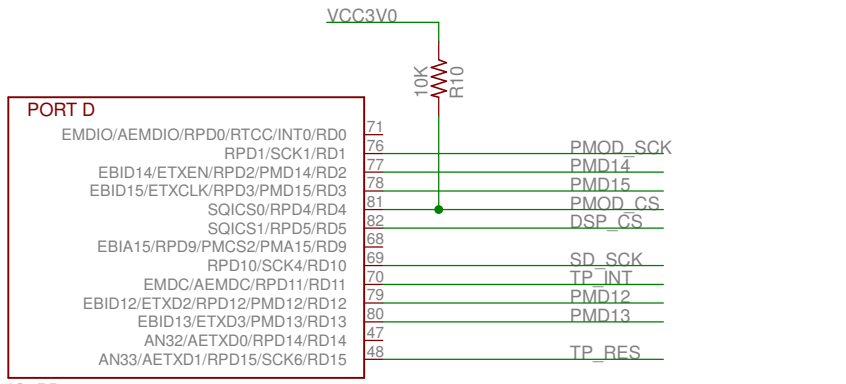 VCC3V0
10K
R10
PORT D
EMDIO/AEMDIO/RPD0/RTCC/INT0/RD0 71
RPD1/SCK1/RD1 76 PMOD_SCK
EBID14/ETXEN/RPD2/PMD14/RD2 77 PMD14
EBID15/ETXCLK/RPD3/PMD15/RD3 78 PMD15
SQICS0/RPD4/RD4 81 PMOD_CS
SQICS1/RPD5/RD5 82 DSP_CS
EBIA15/RPD9/PMCS2/PMA15/RD9 68
RPD10/SCK4/RD10 69 SD_SCK
EMDC/AEMDC/RPD11/RD11 70 TP_INT
EBID12/ETXD2/RPD12/PMD12/RD12 79 PMD12
EBID13/ETXD3/PMD13/RD13 80 PMD13
AN32/AETXD0/RPD14/RD14 47
AN33/AETXD1/RPD15/SCK6/RD15 48 TP_RES